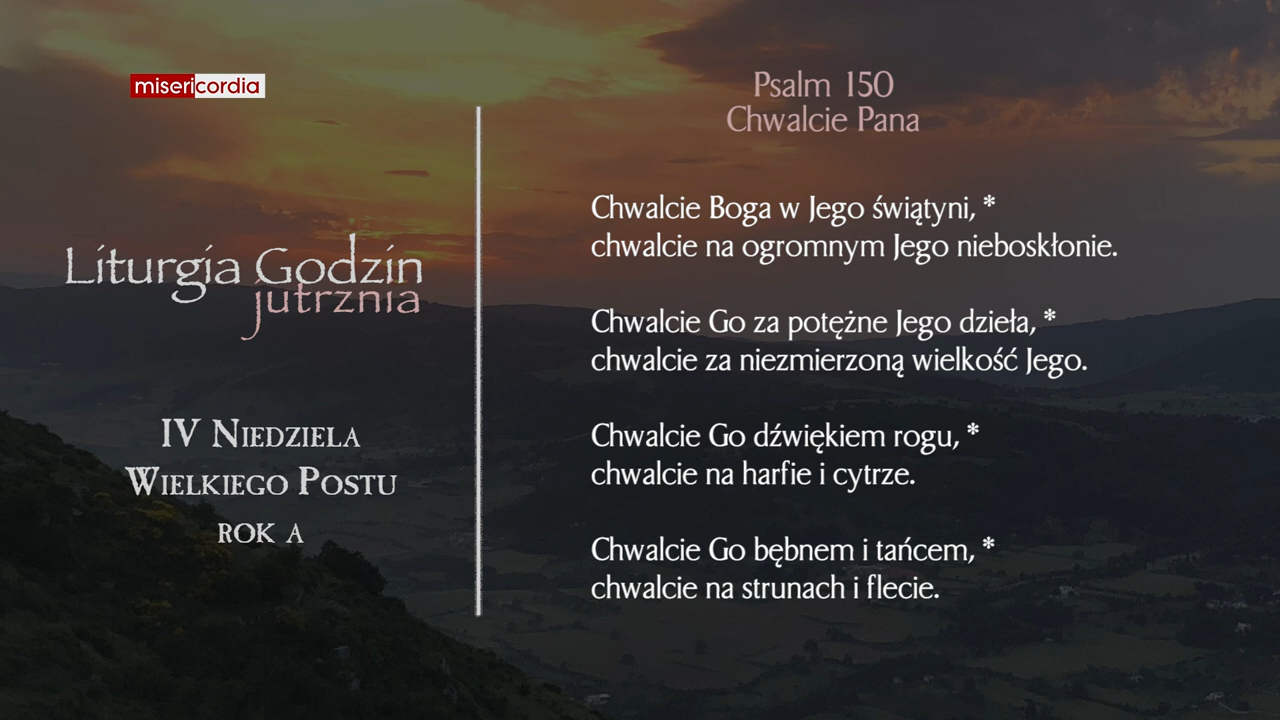 misericordia
Liturgia Godzin
jutrznia
IV Niedziela
Wielkiego Postu
rok a
Psalm 150
Chwalcie Pana
Chwalcie Boga w Jego świątyni, *
chwalcie na ogromnym Jego nieboskłonie.
Chwalcie Go za potężne Jego dzieła, *
chwalcie za niezmierzoną wielkość Jego.
Chwalcie Go dźwiękiem rogu, *
chwalcie na harfie i cytrze.
Chwalcie Go bębnem i tańcem, *
chwalcie na strunach i flecie.